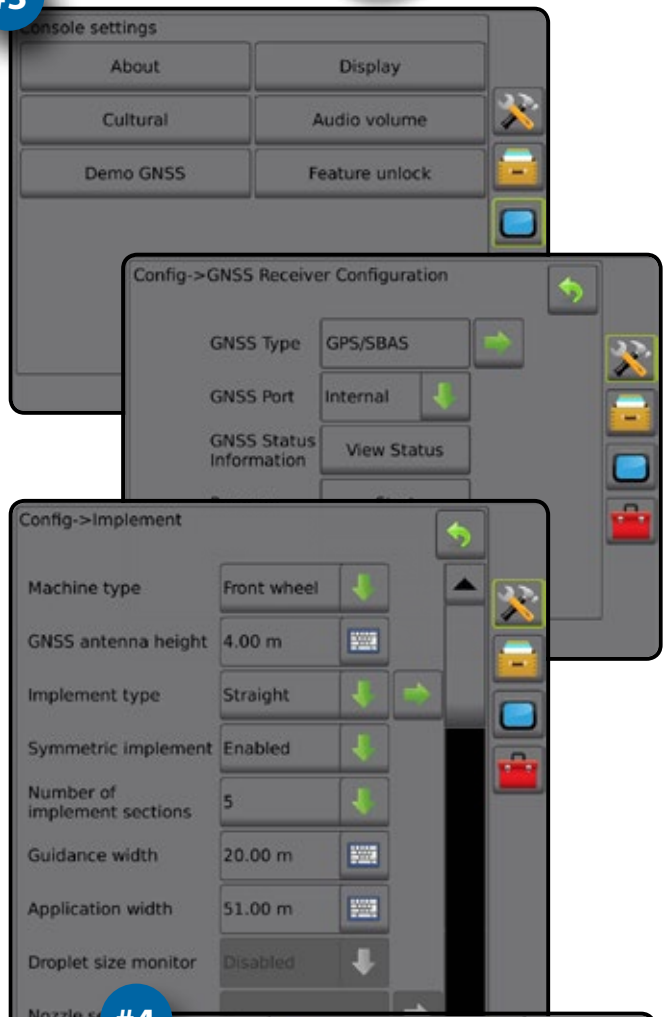 #3
Console settings
About
Display
Cultural
Audio volume
Demo GNSS
Feature unlock
Config->GNSS Receiver Configuration
GNSS Type
GPS/SBAS
GNSS Port
Internal
GNSS Status
Information
View Status
Config->Implement
Machine type
Front wheel
GNSS antenna height
4.00 m
Implement type
Straight
Symmetric implement
Enabled
Number of
implement sections
5
Guidance width
20.00 m
Application width
51.00 m
Droplet size monitor
Disabled
Nozzle
#4